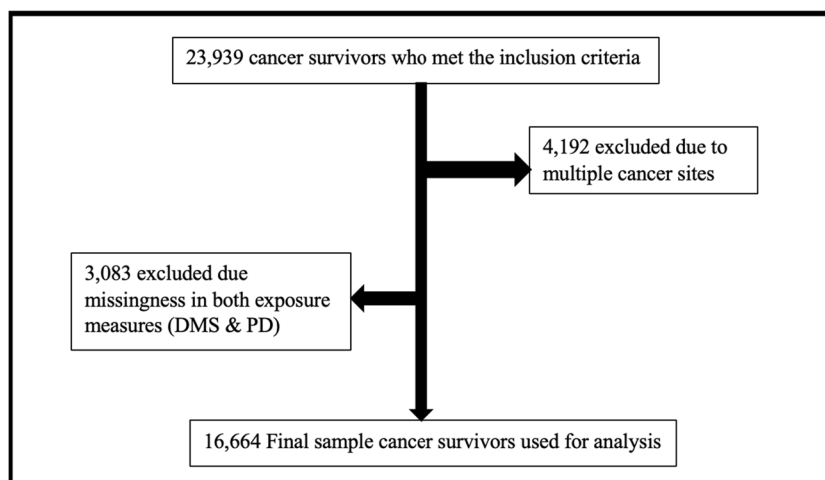 23,939 cancer survivors who met the inclusion criteria
4,192 excluded due to
multiple cancer sites
3,083 excluded due
missingness in both exposure
measures (DMS & PD)
16,664 Final sample cancer survivors used for analysis